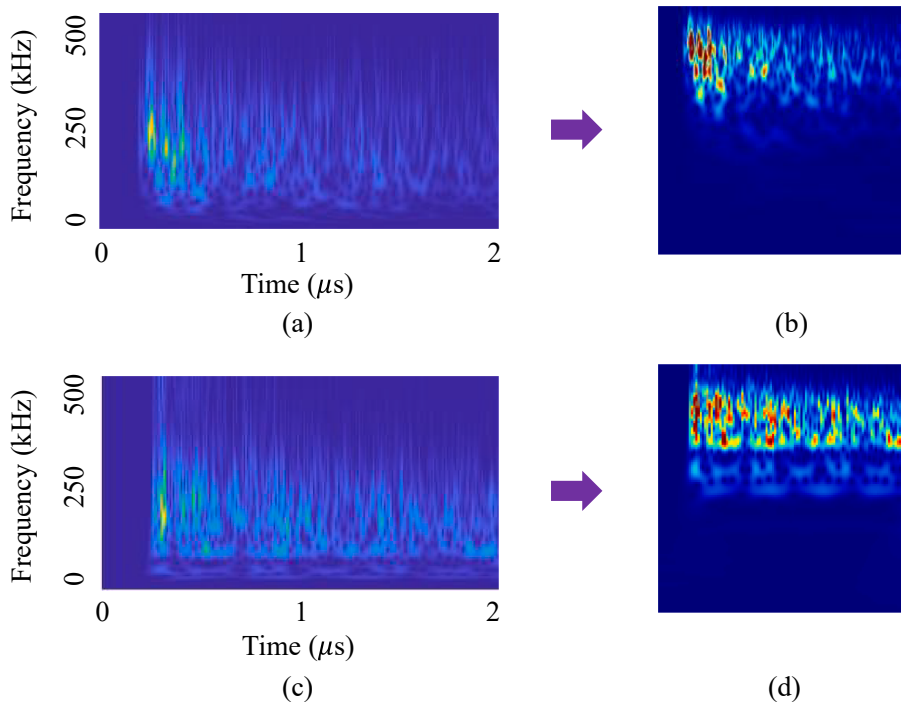 Frequency (kHz)
500
250
0
0 1 2
Time (μs)
(a) (b)
Frequency (kHz)
500
250
0
0 1 2
Time (μs)
(c) (d)